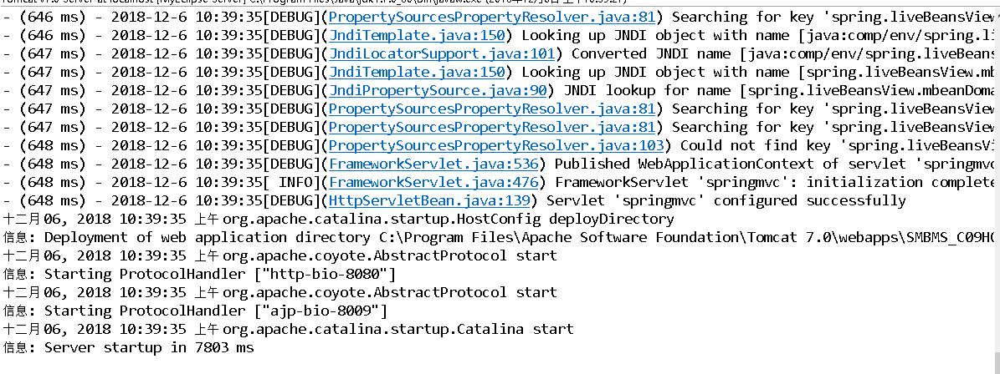 - (646 ms) - 2018-12-6 10:39:35[DEBUG](PropertySourcesPropertyResolver.java:81) Searching for key 'spring.liveBeansView
- (646 ms) - 2018-12-6 10:39:35[DEBUG](JndiTemplate.java:150) Looking up JNDI object with name [java:comp/env/spring.li
- (647 ms) - 2018-12-6 10:39:35[DEBUG](JndiLocatorSupport.java:101) Converted JNDI name [java:comp/env/spring.liveBeans
- (647 ms) - 2018-12-6 10:39:35[DEBUG](JndiTemplate.java:150) Looking up JNDI object with name [spring.liveBeansView.mb
- (647 ms) - 2018-12-6 10:39:35[DEBUG](JndiPropertySource.java:90) JNDI lookup for name [spring.liveBeansView.mbeanDoma
- (647 ms) - 2018-12-6 10:39:35[DEBUG](PropertySourcesPropertyResolver.java:81) Searching for key 'spring.liveBeansView
- (647 ms) - 2018-12-6 10:39:35[DEBUG](PropertySourcesPropertyResolver.java:81) Searching for key 'spring.liveBeansView
- (648 ms) - 2018-12-6 10:39:35[DEBUG](PropertySourcesPropertyResolver.java:103) Could not find key 'spring.liveBeansVi
- (648 ms) - 2018-12-6 10:39:35[DEBUG](FrameworkServlet.java:536) Published WebApplicationContext of servlet 'springmvc
- (648 ms) - 2018-12-6 10:39:35[ INFO](FrameworkServlet.java:476) FrameworkServlet 'springmvc': initialization complete
- (648 ms) - 2018-12-6 10:39:35[DEBUG](HttpServletBean.java:139) Servlet 'springmvc' configured successfully
十二月 06, 2018 10:39:35 上午 org.apache.catalina.startup.HostConfig deployDirectory
信息: Deployment of web application directory C:\Program Files\Apache Software Foundation\Tomcat 7.0\webapps\SMBMS_C09HO
十二月 06, 2018 10:39:35 上午 org.apache.coyote.AbstractProtocol start
信息: Starting ProtocolHandler ["http-bio-8080"]
十二月 06, 2018 10:39:35 上午 org.apache.coyote.AbstractProtocol start
信息: Starting ProtocolHandler ["ajp-bio-8009"]
十二月 06, 2018 10:39:35 上午 org.apache.catalina.startup.Catalina start
信息: Server startup in 7803 ms